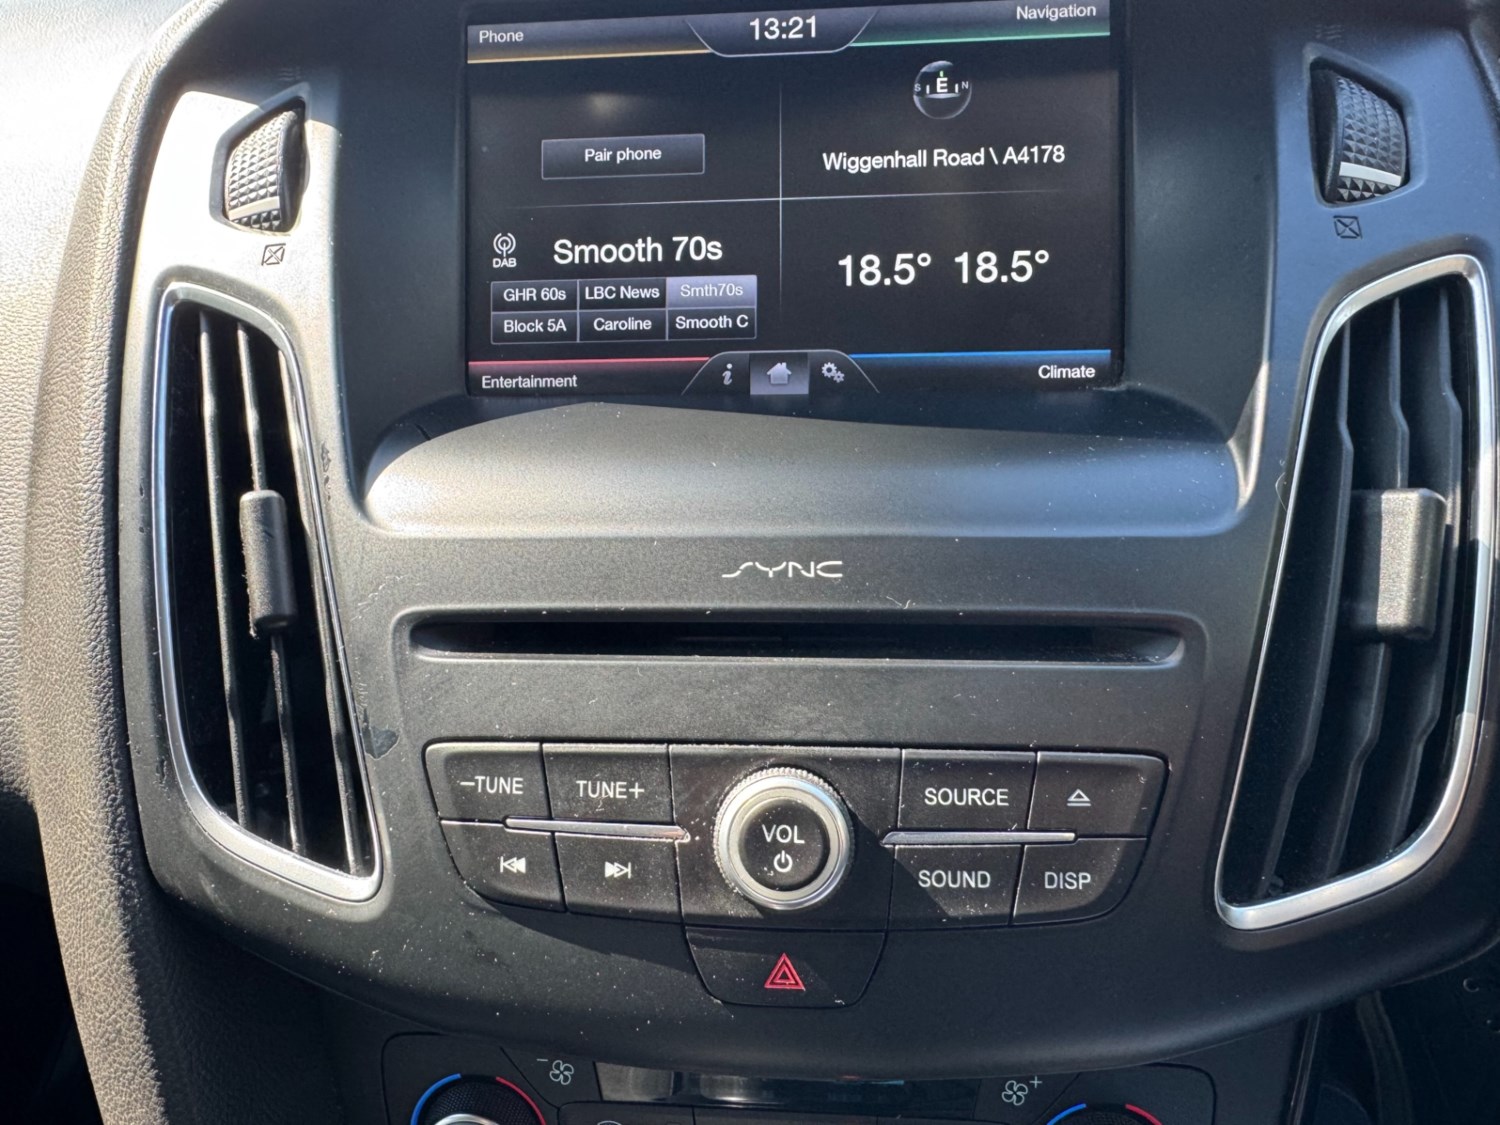 Phone
13:21
Navigation
S E N
Pair phone
Wiggenhall Road \ A4178
DAB
Smooth 70s
18.5° 18.5°
GHR 60s
LBC News
Smth70s
Block 5A
Caroline
Smooth C
Entertainment
i
Climate
SYNC
−TUNE
TUNE+
VOL
SOURCE
SOUND
DISP
−
+